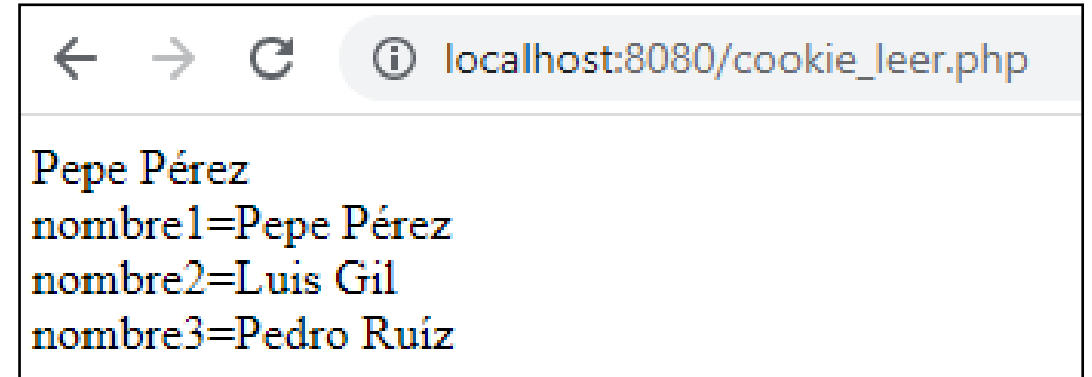 localhost:8080/cookie_leer.php
Pepe Pérez
nombre1=Pepe Pérez
nombre2=Luis Gil
nombre3=Pedro Ruíz